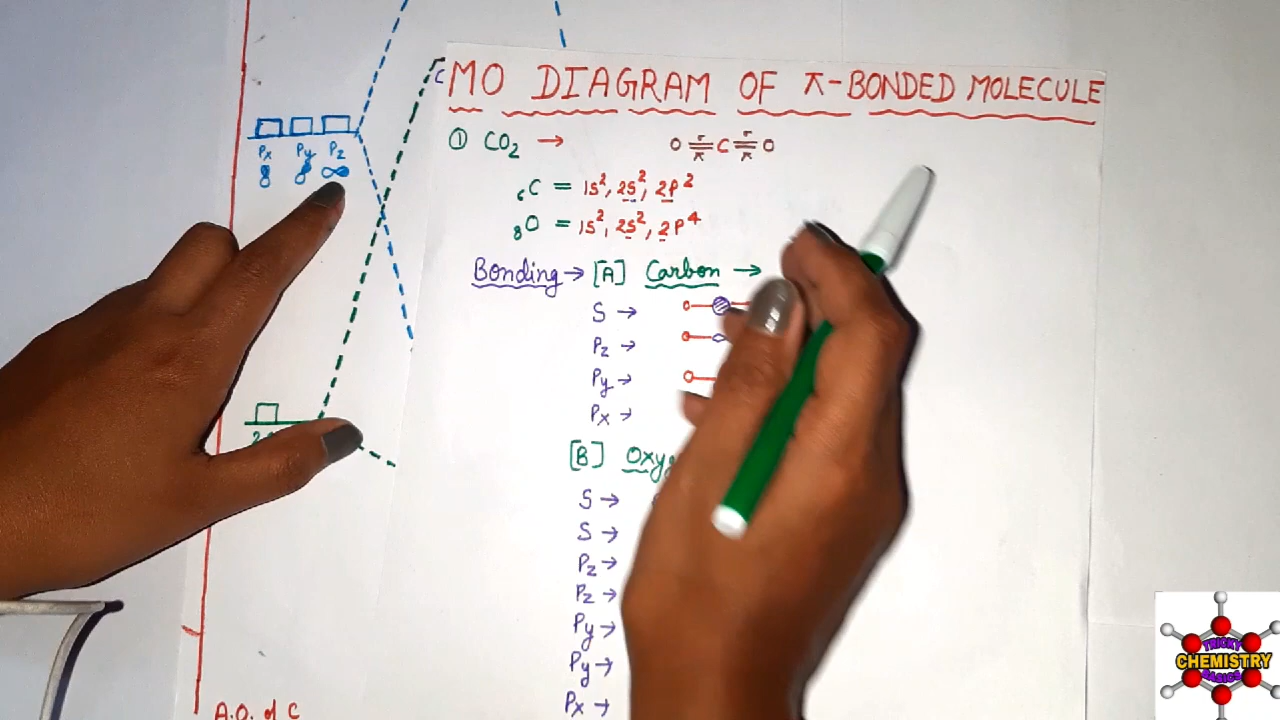 MO DIAGRAM OF π-BONDED MOLECULE
① CO₂ →
O σ/π C σ/π O
₆C = 1s², 2s², 2p²
₈O = 1s², 2s², 2p⁴
Bonding → [A] Carbon →
S →
Pz →
Py →
Px →
[B] Oxy
S →
S →
Pz →
Pz →
Py →
Py →
Px →
Px Py Pz
A.O. of C
TRICKY
CHEMISTRY
BASICS